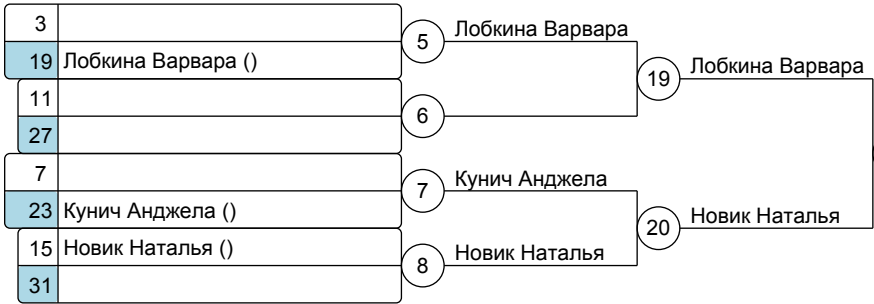 3
19 Лобкина Варвара ()
5 Лобкина Варвара
11
27
6
19 Лобкина Варвара
7
23 Кунич Анджела ()
7 Кунич Анджела
15 Новик Наталья ()
31
8 Новик Наталья
20 Новик Наталья